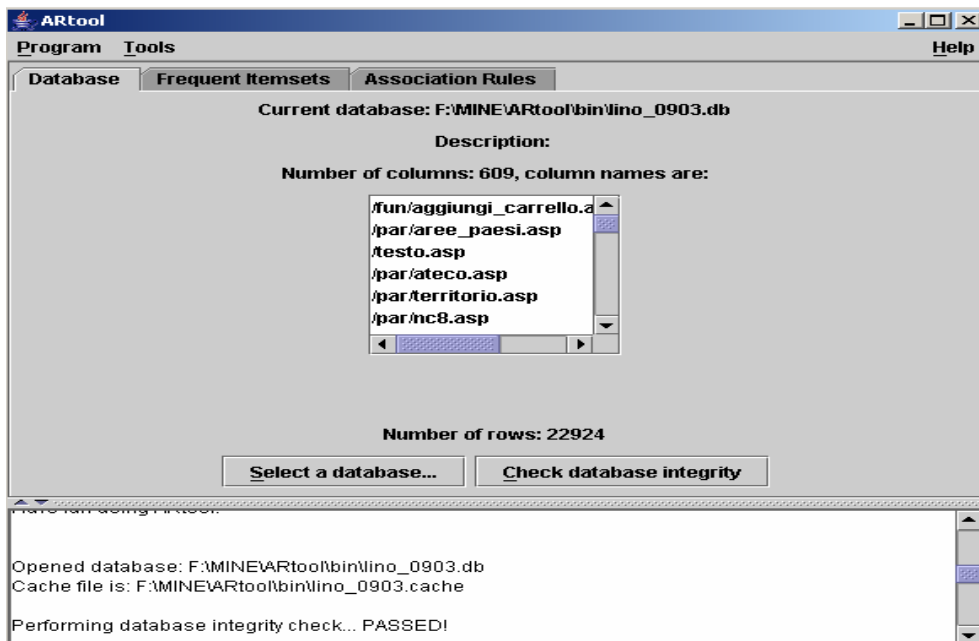 ARtool
Program Tools Help
Database Frequent Itemsets Association Rules
Current database: F:\MINE\ARtool\bin\lino_0903.db
Description:
Number of columns: 609, column names are:
/fun/aggiungi_carrello.a
/par/aree_paesi.asp
/testo.asp
/par/ateco.asp
/par/territorio.asp
/par/nc8.asp
Number of rows: 22924
Select a database... Check database integrity
Opened database: F:\MINE\ARtool\bin\lino_0903.db
Cache file is: F:\MINE\ARtool\bin\lino_0903.cache
Performing database integrity check... PASSED!